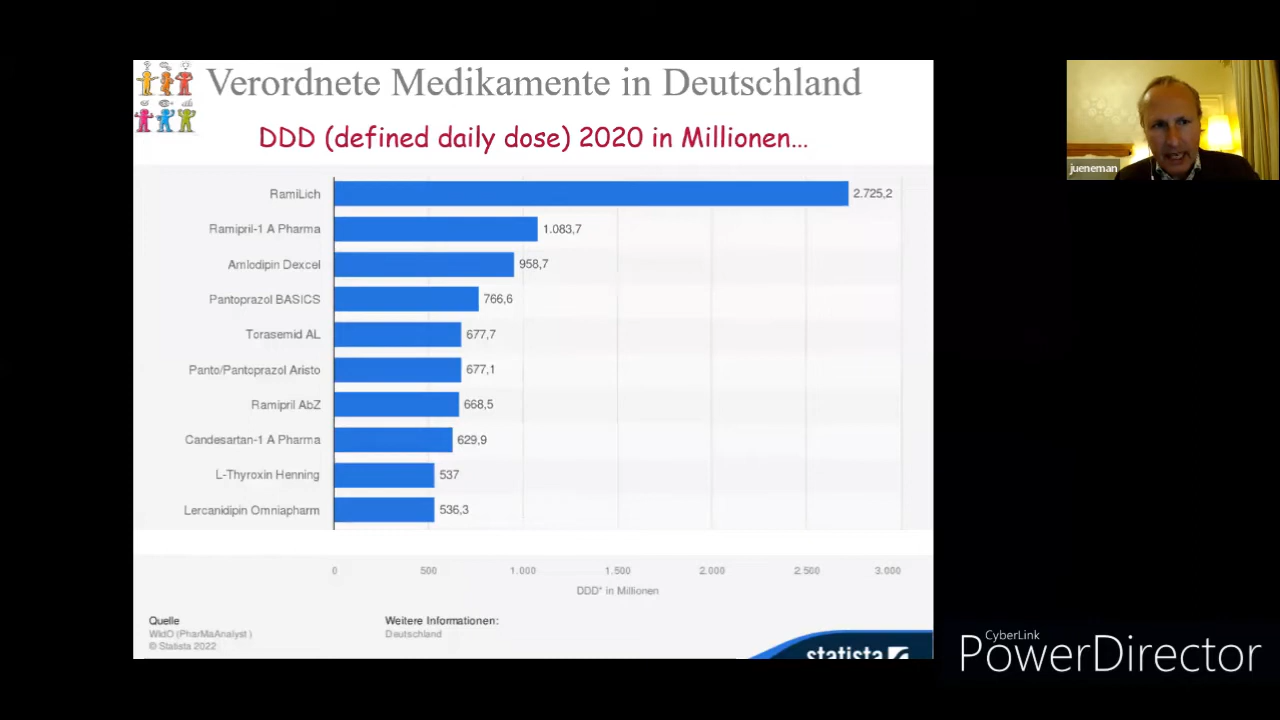 Verordnete Medikamente in Deutschland
DDD (defined daily dose) 2020 in Millionen...
RamiLich 2.725,2
Ramipril-1 A Pharma 1.083,7
Amlodipin Dexcel 958,7
Pantoprazol BASICS 766,6
Torasemid AL 677,7
Panto/Pantoprazol Aristo 677,1
Ramipril AbZ 668,5
Candesartan-1 A Pharma 629,9
L-Thyroxin Henning 537
Lercanidipin Omniapharm 536,3
0 500 1.000 1.500 2.000 2.500 3.000
DDD* in Millionen
Quelle
WIdO (PharMaAnalyst )
© Statista 2022
Weitere Informationen:
Deutschland
statista
jueneman
CyberLink
PowerDirector